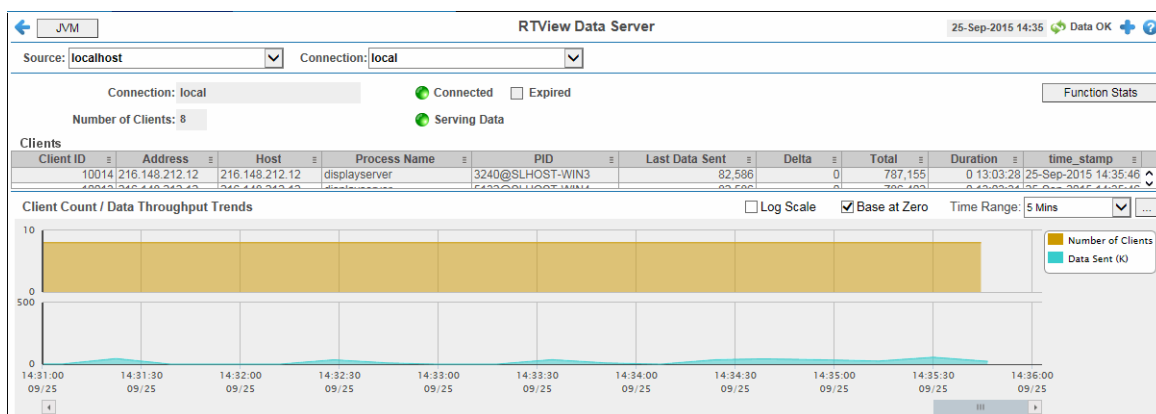 JVM RTView Data Server 25-Sep-2015 14:35 Data OK
Source: localhost Connection: local
Connection: local Connected Expired Function Stats
Number of Clients: 8 Serving Data
Clients
Client ID Address Host Process Name PID Last Data Sent Delta Total Duration time_stamp
10014 216.148.212.12 216.148.212.12 displayserver 3240@SLHOST-WIN3 82,586 0 787,155 0 13:03:28 25-Sep-2015 14:35:46
Client Count / Data Throughput Trends Log Scale Base at Zero Time Range: 5 Mins ...
10
Number of Clients
Data Sent (K)
0
500
0
14:31:00 14:31:30 14:32:00 14:32:30 14:33:00 14:33:30 14:34:00 14:34:30 14:35:00 14:35:30 14:36:00
09/25 09/25 09/25 09/25 09/25 09/25 09/25 09/25 09/25 09/25 09/25